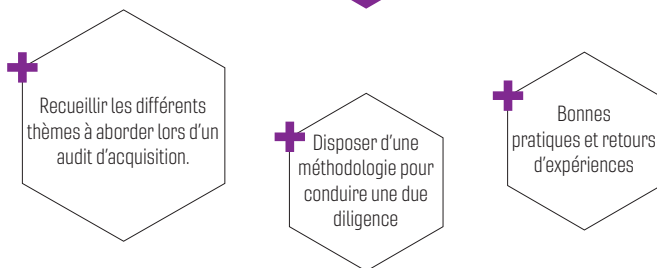 Recueillir les différents
thèmes à aborder lors d'un
audit d'acquisition.
Disposer d'une
méthodologie pour
conduire une due
diligence
Bonnes
pratiques et retours
d'expériences